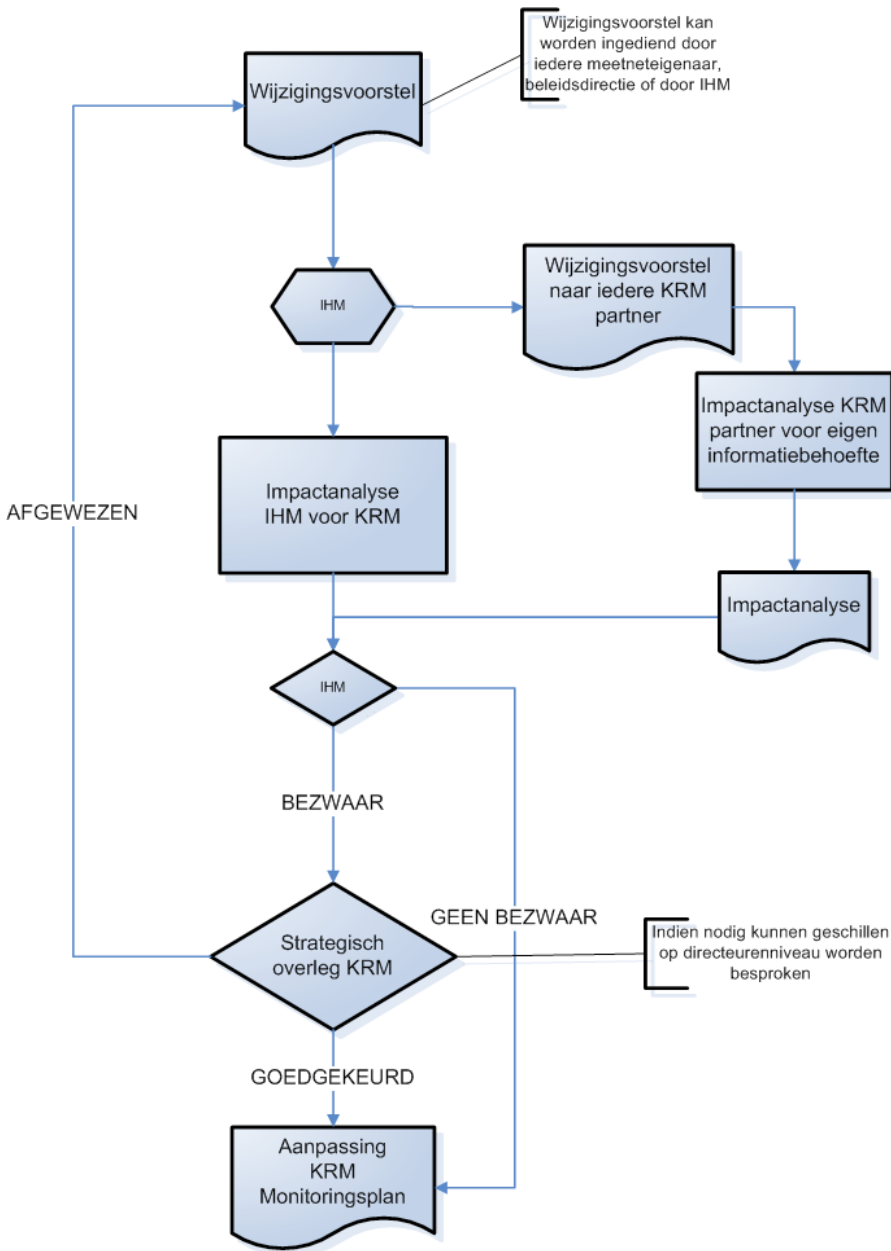 Wijzigingsvoorstel kan
worden ingediend door
iedere meetneteigenaar,
beleidsdirectie of door IHM
Wijzigingsvoorstel
Wijzigingsvoorstel
naar iedere KRM
partner
IHM
Impactanalyse KRM
partner voor eigen
informatiebehoefte
Impactanalyse
IHM voor KRM
AFGEWEZEN
Impactanalyse
IHM
BEZWAAR
GEEN BEZWAAR
Strategisch
overleg KRM
Indien nodig kunnen geschillen
op directeurenniveau worden
besproken
GOEDGEKEURD
Aanpassing
KRM
Monitoringsplan